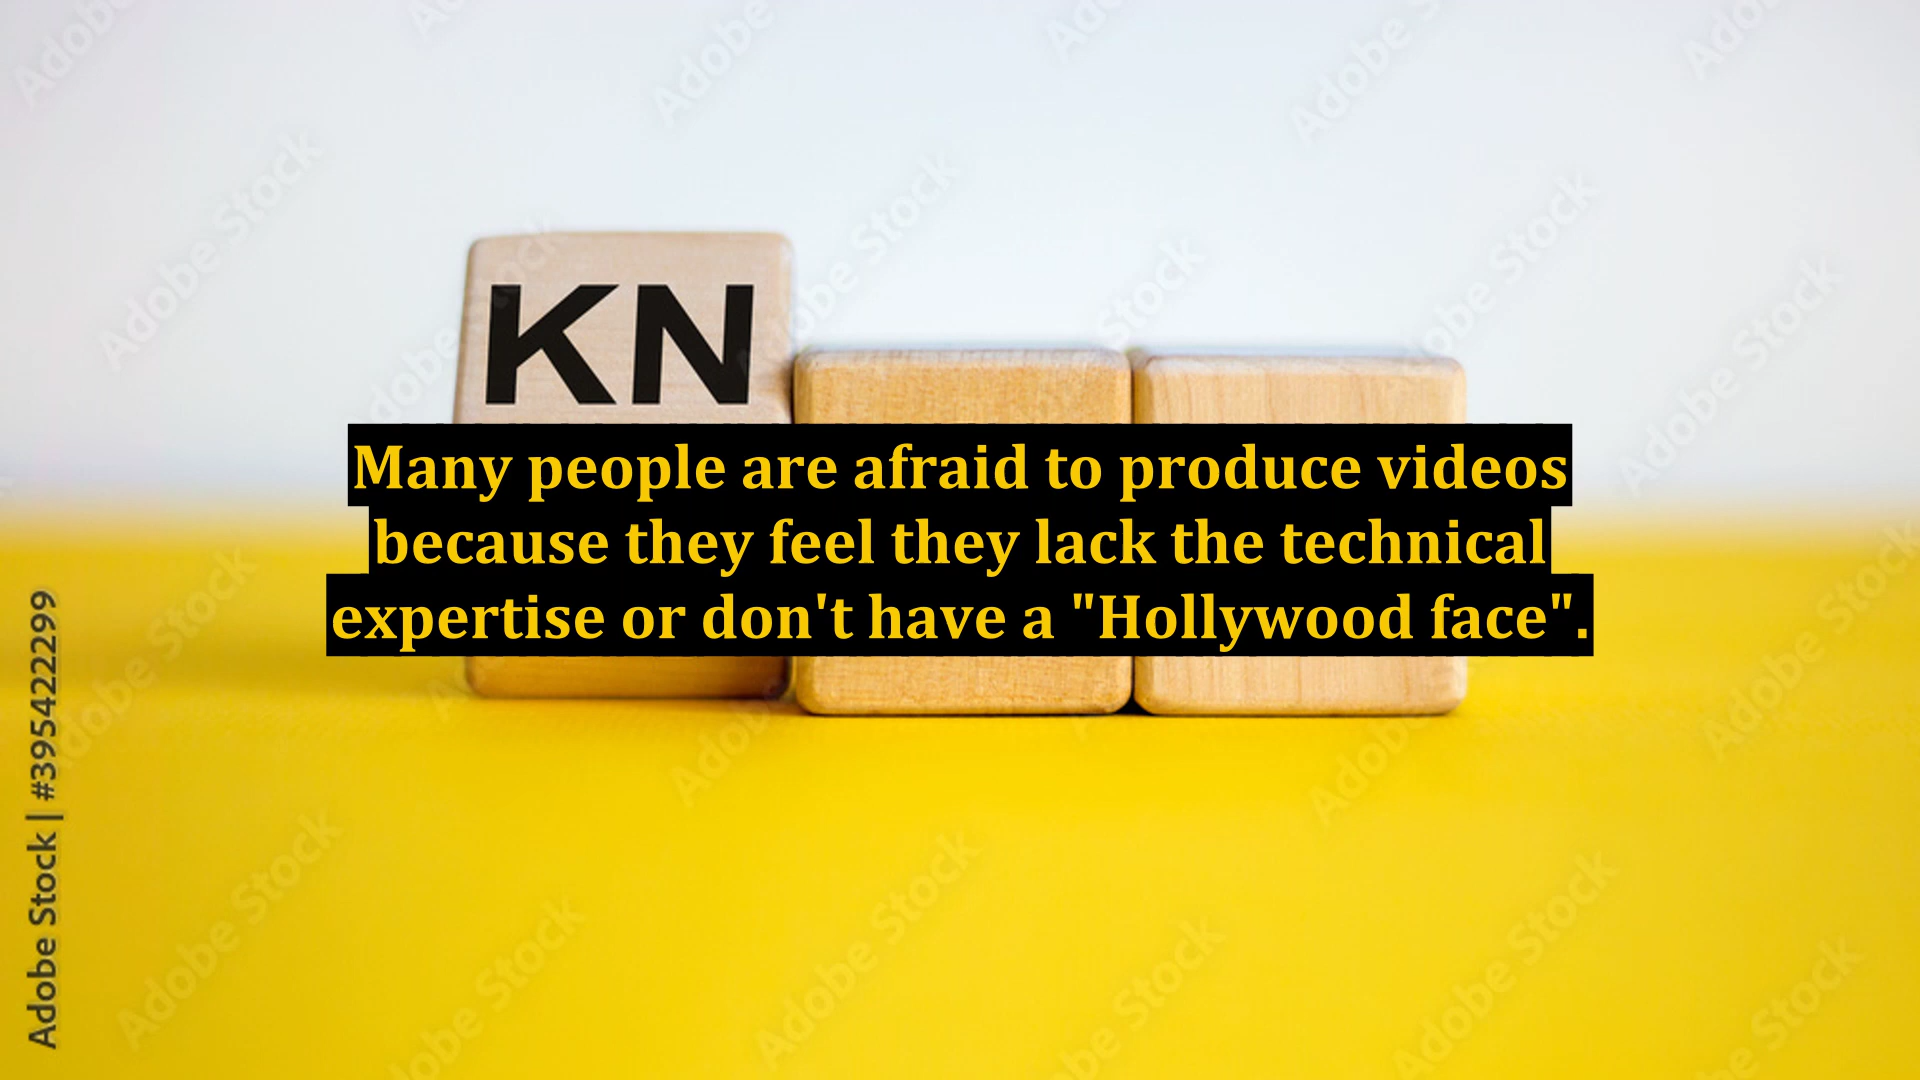 KN
Many people are afraid to produce videos
because they feel they lack the technical
expertise or don't have a "Hollywood face".
Adobe Stock | #395422299